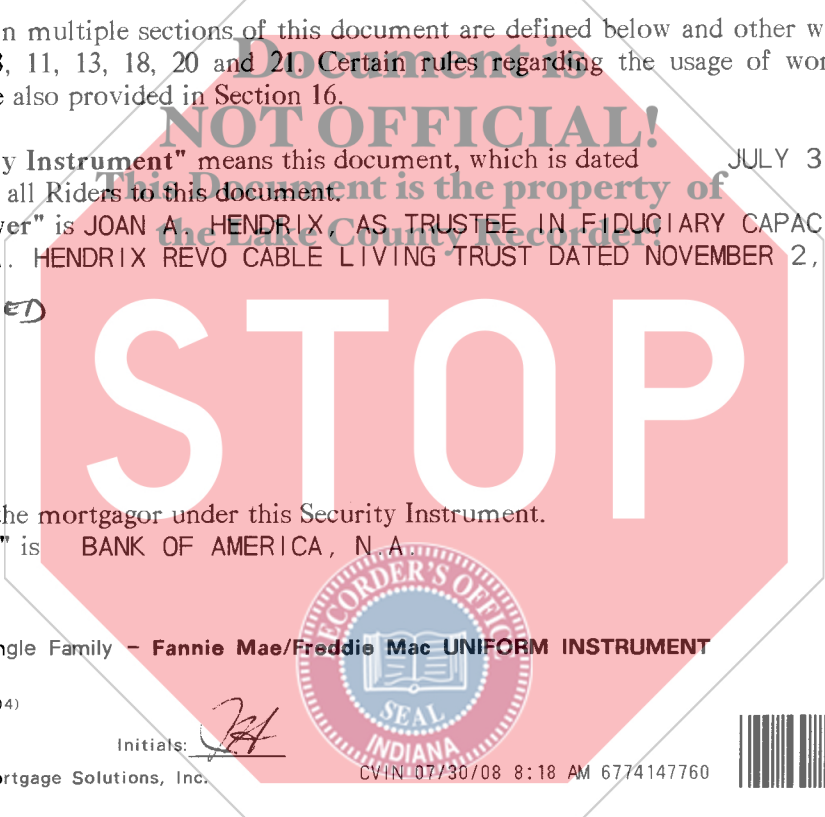 n multiple sections of this document are defined below and other w
, 11, 13, 18, 20 and 21. Certain rules regarding the usage of wor
also provided in Section 16.
Document is
NOT OFFICIAL!
This Document is the property of
the Lake County Recorder!
y Instrument" means this document, which is dated JULY 3
all Riders to this document.
er" is JOAN A. HENDRIX, AS TRUSTEE IN FIDUCIARY CAPAC
. HENDRIX REVO CABLE LIVING TRUST DATED NOVEMBER 2,
ED
STOP
he mortgagor under this Security Instrument.
" is BANK OF AMERICA, N.A.
RECORDER'S OFFIC
SEAL
INDIANA
ngle Family - Fannie Mae/Freddie Mac UNIFORM INSTRUMENT
04)
Initials:
ortgage Solutions, Inc.
CVIN 07/30/08 8:18 AM 6774147760